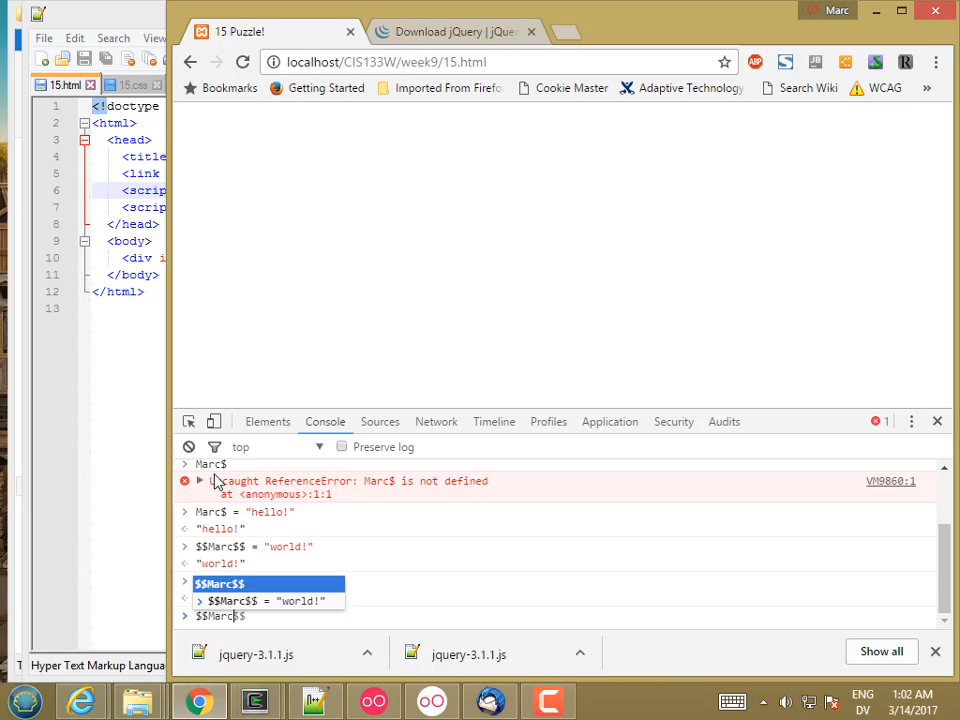 Marc
15 Puzzle!
Download jQuery | jQue
File Edit Search View
localhost/CIS133W/week9/15.html
Bookmarks Getting Started Imported From Firefo Cookie Master Adaptive Technology Search Wiki WCAG »
15.html 15.css
1 <!doctype
2 <html>
3 <head>
4 <title
5 <link
6 <scrip
7 <scrip
8 </head>
9 <body>
10 <div i
11 </body>
12 </html>
13
Elements Console Sources Network Timeline Profiles Application Security Audits 1
top Preserve log
> Marc$
Uncaught ReferenceError: Marc$ is not defined VM9860:1
at <anonymous>:1:1
> Marc$ = "hello!"
"hello!"
> $$Marc$$ = "world!"
"world!"
$$Marc$$
> $$Marc$$ = "world!"
> $$Marc$$
jquery-3.1.1.js jquery-3.1.1.js Show all
Hyper Text Markup Langua
ENG 1:02 AM
DV 3/14/2017